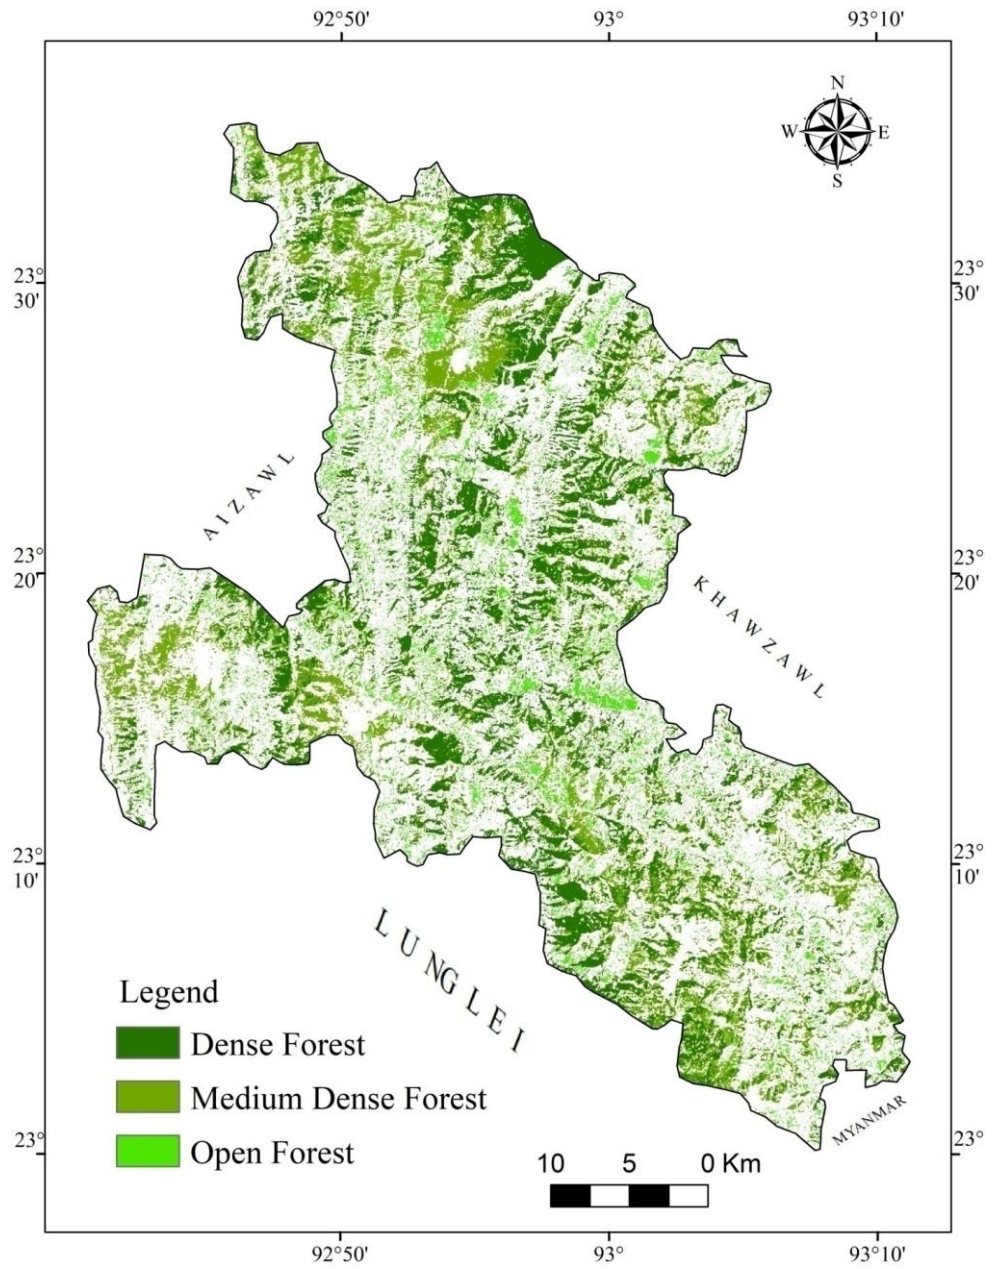 92°50' 93° 93°10'
N
W E
S
23° 23°
30' 30'
AIZAWL
23° 23°
20' 20'
KHAWZAWL
23° 23°
10' 10'
LUNGLEI
Legend
Dense Forest
Medium Dense Forest
Open Forest
MYANMAR
23° 23°
10 5 0 Km
92°50' 93° 93°10'